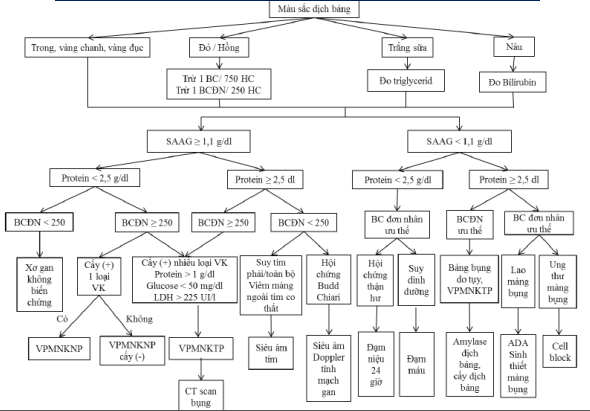 Màu sắc dịch báng
Trong, vàng chanh, vàng đục
Đỏ / Hồng
Trắng sữa
Nâu
Trừ 1 BC/ 750 HC
Trừ 1 BCĐN/ 250 HC
Đo triglycerid
Đo Bilirubin
SAAG ≥ 1,1 g/dl
SAAG < 1,1 g/dl
Protein < 2,5 g/dl
Protein ≥ 2,5 dl
Protein < 2,5 g/dl
Protein ≥ 2,5 dl
BCĐN < 250
BCĐN ≥ 250
BCĐN ≥ 250
BCĐN < 250
BC đơn nhân
ưu thế
BCĐN
ưu thế
BC đơn nhân
ưu thế
Xơ gan
không
biến
chứng
Cấy (+)
1 loại
VK
Cấy (+) nhiều loại VK
Protein > 1 g/dl
Glucose < 50 mg/dl
LDH > 225 UI/l
Suy tim
phải/toàn bộ
Viêm màng
ngoài tim co
thắt
Hội
chứng
Budd
Chiari
Hội
chứng
thận
hư
Suy
dinh
dưỡng
Báng bụng
do tụy,
VPMNKTP
Lao
màng
bụng
Ung
thư
màng
bụng
Có
Không
VPMNKNP
VPMNKNP
cấy (-)
VPMNKTP
Siêu âm
tim
Siêu âm
Doppler
tĩnh
mạch
gan
Đạm
niệu
24
giờ
Đạm
máu
Amylase
dịch
báng,
cấy dịch
báng
ADA
Sinh
thiết
màng
bụng
Cell
block
CT scan
bụng